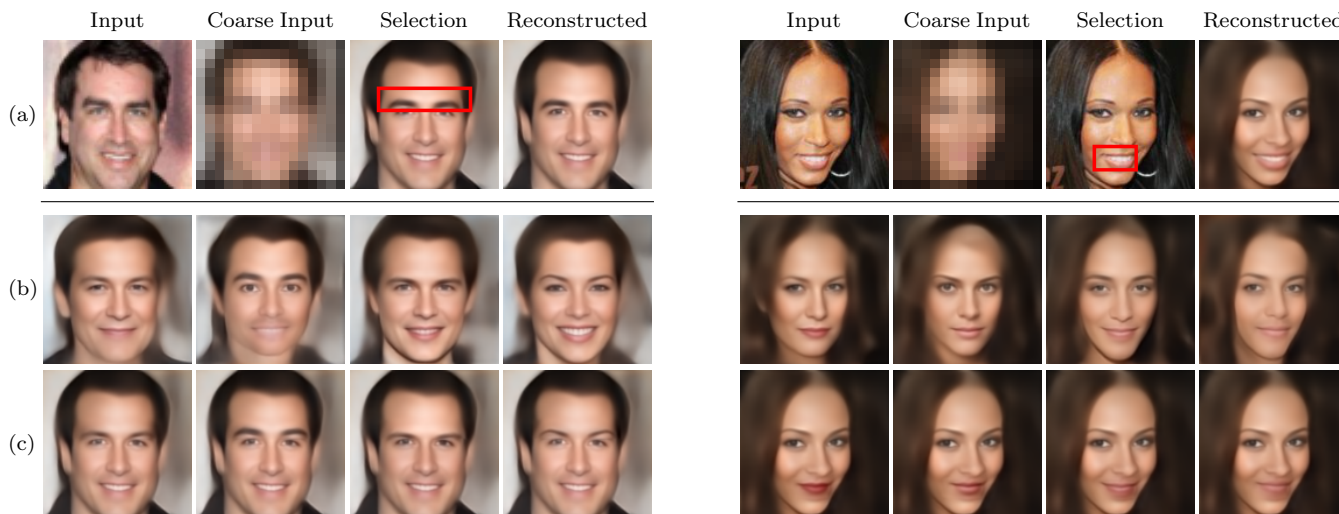 Input Coarse Input Selection Reconstructed Input Coarse Input Selection Reconstructed
(a)
(b)
(c)